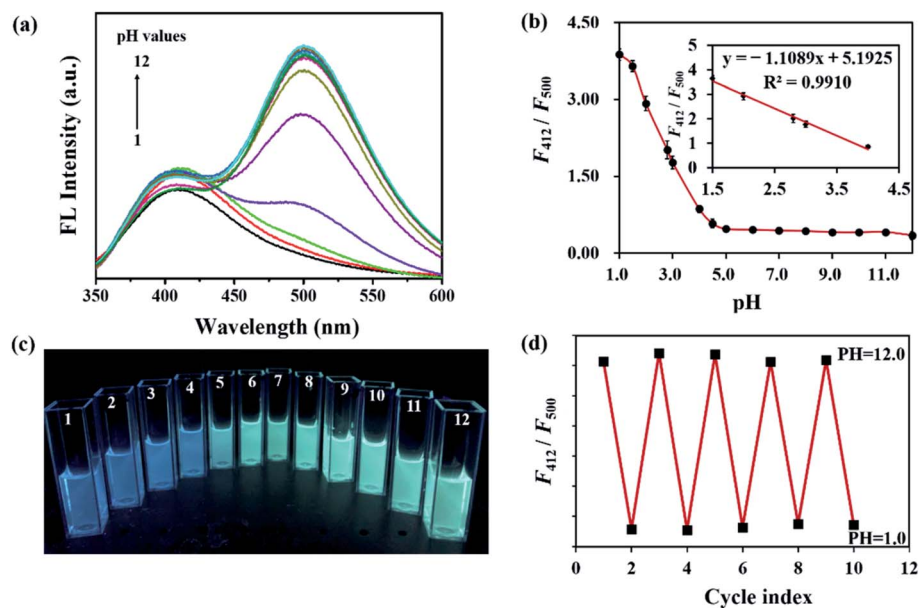 (a)
pH values
12
1
FL Intensity (a.u.)
350 400 450 500 550 600
Wavelength (nm)
(b)
4.50
3.00
1.50
0.00
F412 / F500
1.0 3.0 5.0 7.0 9.0 11.0
pH
y = − 1.1089x + 5.1925
R² = 0.9910
5
4
3
2
1
0
F412 / F500
1.5 2.5 3.5 4.5
(c)
1 2 3 4 5 6 7 8 9 10 11 12
(d)
F412 / F500
PH=12.0
PH=1.0
0 2 4 6 8 10 12
Cycle index